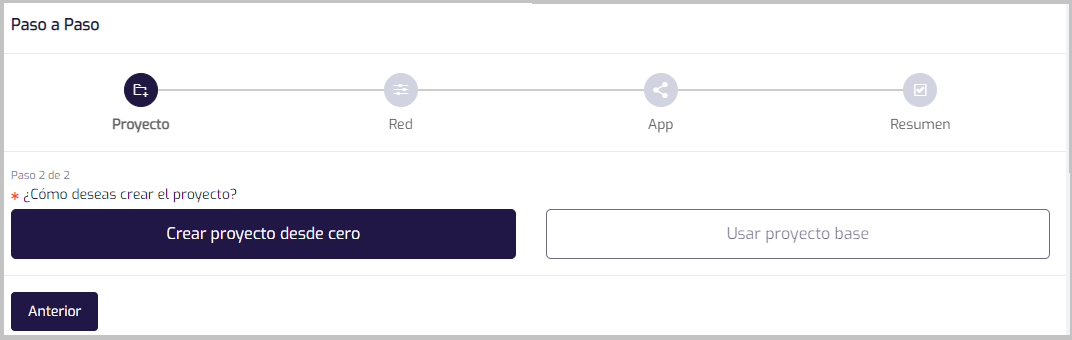 Paso a Paso
Proyecto
Red
App
Resumen
Paso 2 de 2
* ¿Cómo deseas crear el proyecto?
Crear proyecto desde cero
Usar proyecto base
Anterior